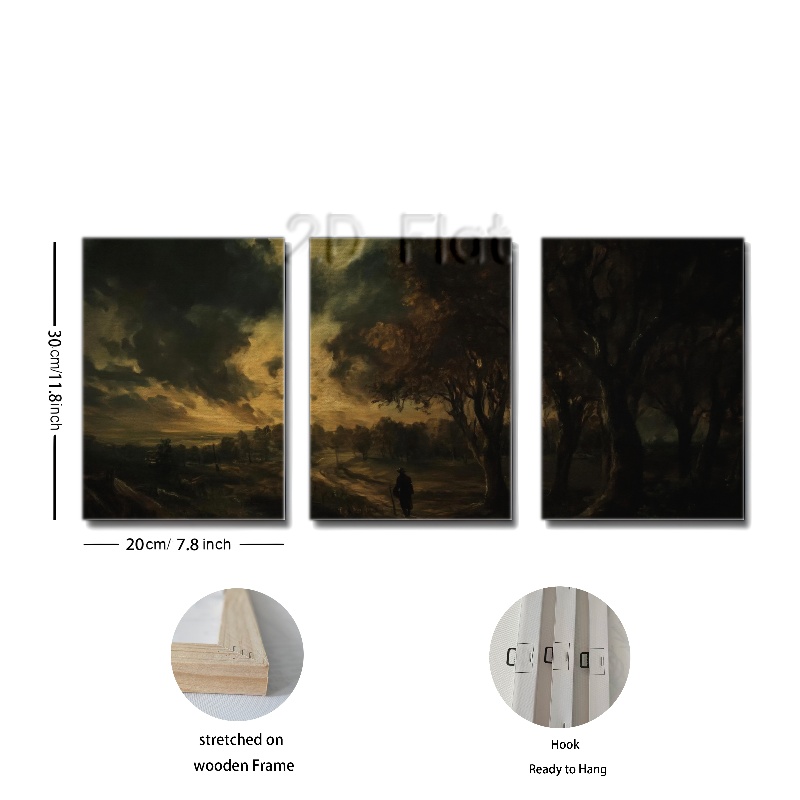 2D Flat
30cm/11.8inch
20cm/ 7.8 inch
stretched on
wooden Frame
Hook
Ready to Hang